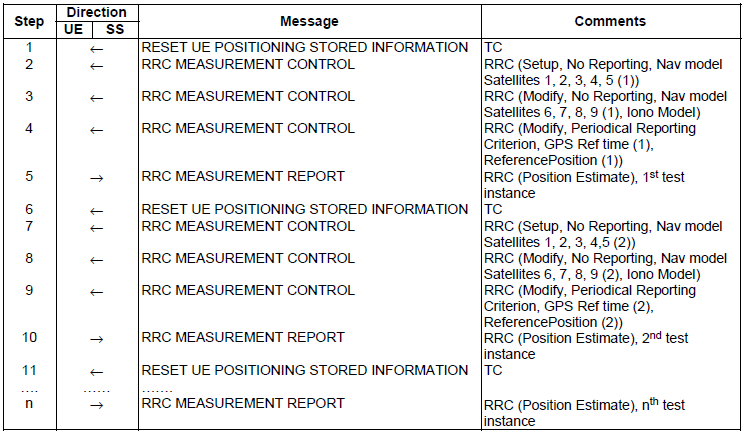 Step Direction Message Comments
UE SS
1 ← RESET UE POSITIONING STORED INFORMATION TC
2 ← RRC MEASUREMENT CONTROL RRC (Setup, No Reporting, Nav model
Satellites 1, 2, 3, 4, 5 (1))
3 ← RRC MEASUREMENT CONTROL RRC (Modify, No Reporting, Nav model
Satellites 6, 7, 8, 9 (1), Iono Model)
4 ← RRC MEASUREMENT CONTROL RRC (Modify, Periodical Reporting
Criterion, GPS Ref time (1),
ReferencePosition (1))
5 → RRC MEASUREMENT REPORT RRC (Position Estimate), 1st test
instance
6 ← RESET UE POSITIONING STORED INFORMATION TC
7 ← RRC MEASUREMENT CONTROL RRC (Setup, No Reporting, Nav model
Satellites 1, 2, 3, 4,5 (2))
8 ← RRC MEASUREMENT CONTROL RRC (Modify, No Reporting, Nav model
Satellites 6, 7, 8, 9 (2), Iono Model)
9 ← RRC MEASUREMENT CONTROL RRC (Modify, Periodical Reporting
Criterion, GPS Ref time (2),
ReferencePosition (2))
10 → RRC MEASUREMENT REPORT RRC (Position Estimate), 2nd test
instance
11 ← RESET UE POSITIONING STORED INFORMATION TC
.... ...... .......
n → RRC MEASUREMENT REPORT RRC (Position Estimate), nth test
instance